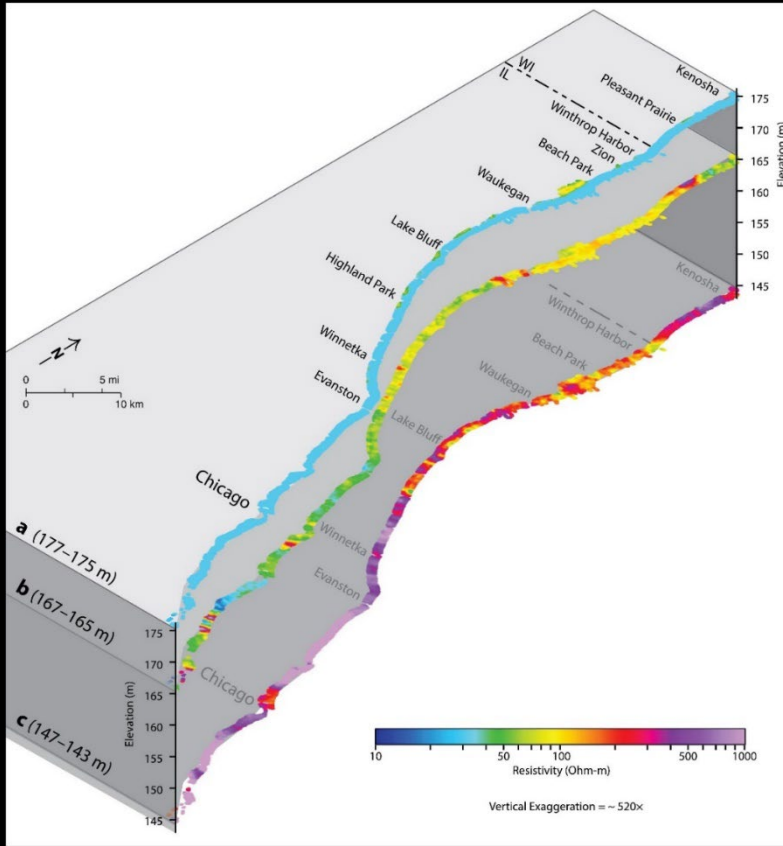 Kenosha
WI
IL
Pleasant Prairie
Winthrop Harbor
Zion
Beach Park
Waukegan
Lake Bluff
Highland Park
Winnetka
Evanston
Chicago
175
170
165
160
155
150
145
Elevation (m)
N
0 5 mi
0 10 km
Kenosha
Winthrop Harbor
Beach Park
Waukegan
Lake Bluff
Winnetka
Evanston
Chicago
a (177–175 m)
b (167–165 m)
c (147–143 m)
175
170
165
160
155
150
145
Elevation (m)
10 50 100 500 1000
Resistivity (Ohm-m)
Vertical Exaggeration = ~ 520×